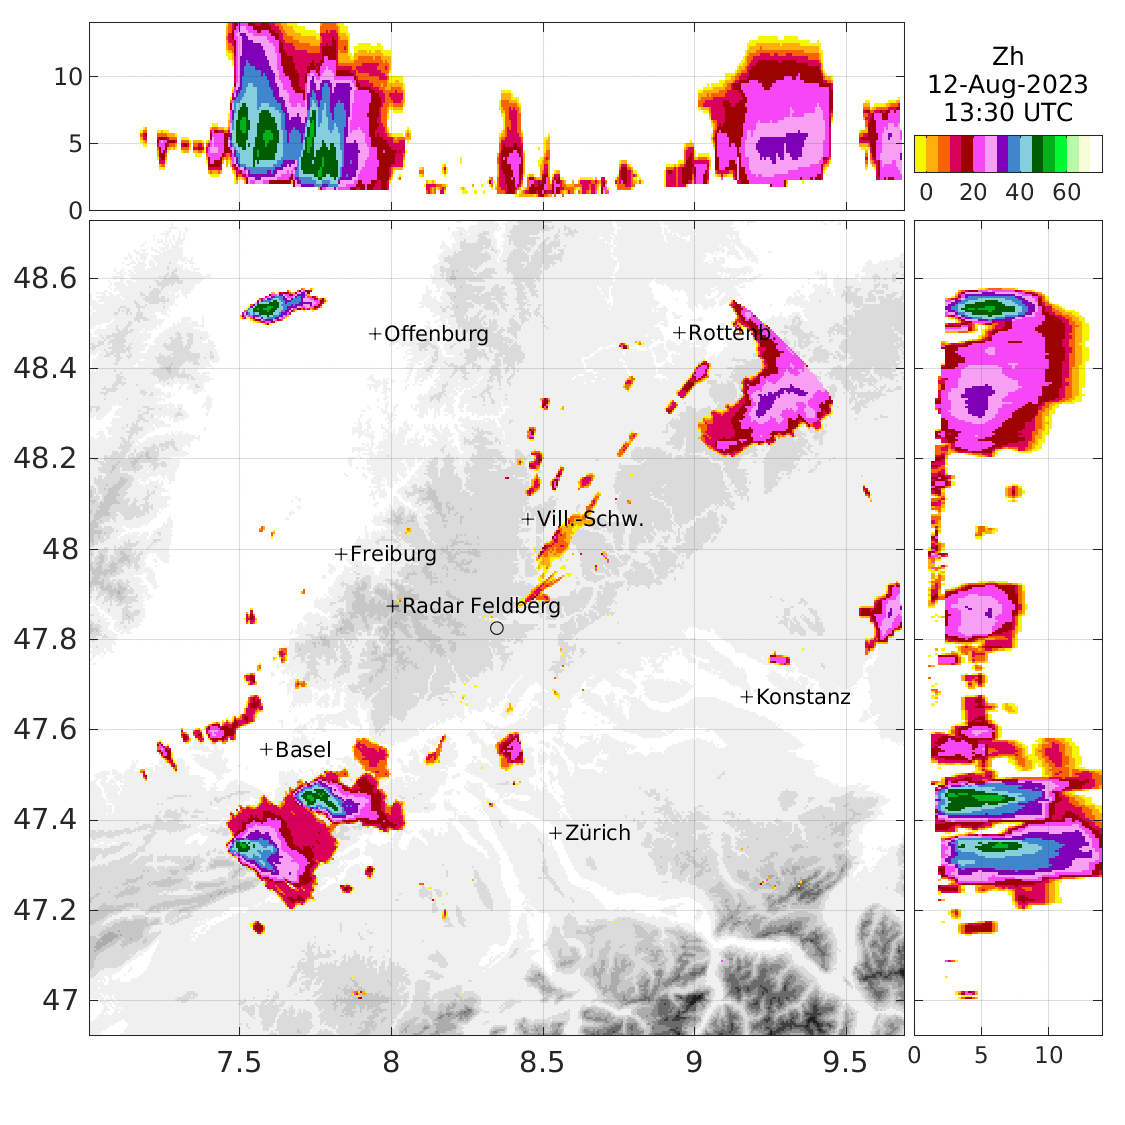 10
5
0
Zh
12-Aug-2023
13:30 UTC
0 20 40 60
48.6
48.4
48.2
48
47.8
47.6
47.4
47.2
47
+Offenburg
+Rottenb.
+Vill.-Schw.
+Freiburg
+Radar Feldberg
+Konstanz
+Basel
+Zürich
7.5 8 8.5 9 9.5
0 5 10